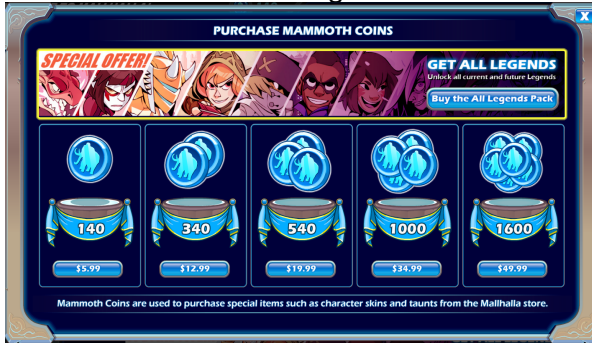 PURCHASE MAMMOTH COINS
SPECIAL OFFER!
GET ALL LEGENDS
Unlock all current and future Legends
Buy the All Legends Pack
140
340
540
1000
1600
$5.99
$12.99
$19.99
$34.99
$49.99
Mammoth Coins are used to purchase special items such as character skins and taunts from the Mallhalla store.